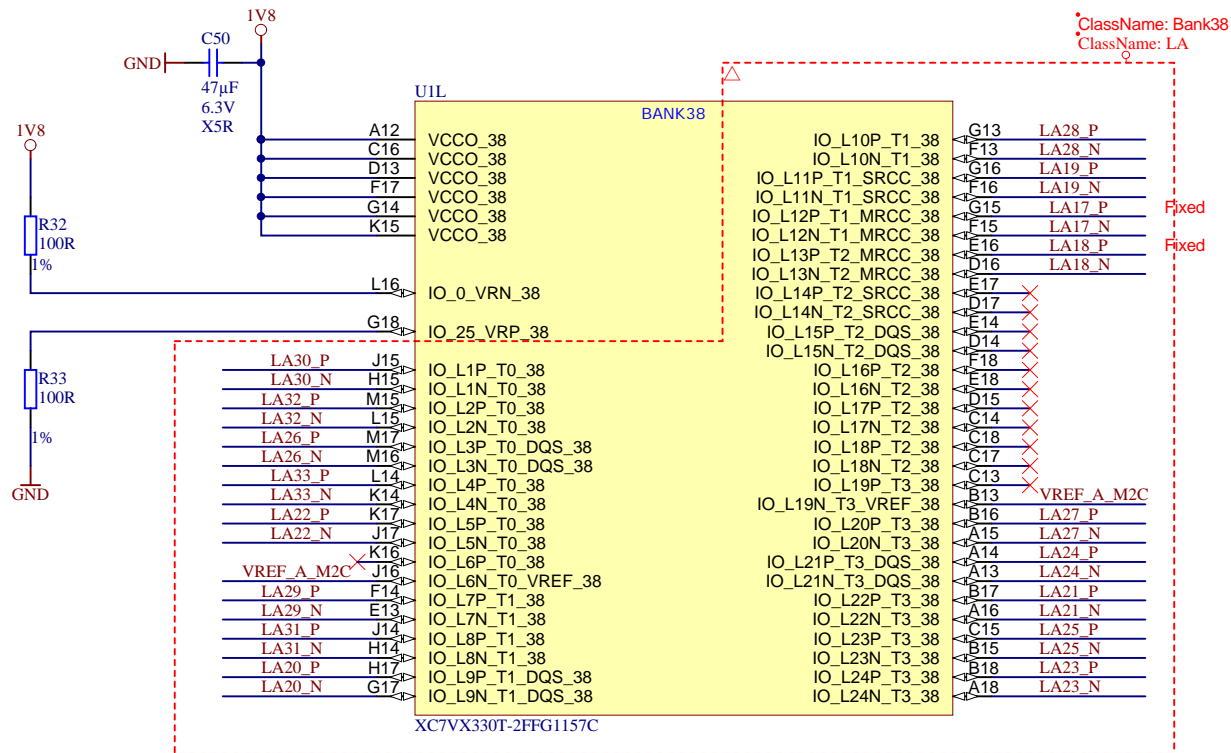 1V8
ClassName: Bank38
ClassName: LA
C50
GND
47µF
6.3V
X5R
U1L
BANK38
1V8
R32
100R
1%
A12 VCCO_38
C16 VCCO_38
D13 VCCO_38
F17 VCCO_38
G14 VCCO_38
K15 VCCO_38
L16 IO_0_VRN_38
G18 IO_25_VRP_38
R33
100R
1%
GND
LA30_P J15 IO_L1P_T0_38
LA30_N H15 IO_L1N_T0_38
LA32_P M15 IO_L2P_T0_38
LA32_N L15 IO_L2N_T0_38
LA26_P M17 IO_L3P_T0_DQS_38
LA26_N M16 IO_L3N_T0_DQS_38
LA33_P L14 IO_L4P_T0_38
LA33_N K14 IO_L4N_T0_38
LA22_P K17 IO_L5P_T0_38
LA22_N J17 IO_L5N_T0_38
K16 IO_L6P_T0_38
VREF_A_M2C J16 IO_L6N_T0_VREF_38
LA29_P F14 IO_L7P_T1_38
LA29_N E13 IO_L7N_T1_38
LA31_P J14 IO_L8P_T1_38
LA31_N H14 IO_L8N_T1_38
LA20_P H17 IO_L9P_T1_DQS_38
LA20_N G17 IO_L9N_T1_DQS_38
IO_L10P_T1_38 G13 LA28_P
IO_L10N_T1_38 F13 LA28_N
IO_L11P_T1_SRCC_38 G16 LA19_P
IO_L11N_T1_SRCC_38 F16 LA19_N
IO_L12P_T1_MRCC_38 G15 LA17_P Fixed
IO_L12N_T1_MRCC_38 F15 LA17_N
IO_L13P_T2_MRCC_38 E16 LA18_P Fixed
IO_L13N_T2_MRCC_38 D16 LA18_N
IO_L14P_T2_SRCC_38 E17
IO_L14N_T2_SRCC_38 D17
IO_L15P_T2_DQS_38 E14
IO_L15N_T2_DQS_38 D14
IO_L16P_T2_38 F18
IO_L16N_T2_38 E18
IO_L17P_T2_38 D15
IO_L17N_T2_38 C14
IO_L18P_T2_38 C18
IO_L18N_T2_38 C17
IO_L19P_T3_38 C13
IO_L19N_T3_VREF_38 B13 VREF_A_M2C
IO_L20P_T3_38 B16 LA27_P
IO_L20N_T3_38 A15 LA27_N
IO_L21P_T3_DQS_38 A14 LA24_P
IO_L21N_T3_DQS_38 A13 LA24_N
IO_L22P_T3_38 B17 LA21_P
IO_L22N_T3_38 A16 LA21_N
IO_L23P_T3_38 C15 LA25_P
IO_L23N_T3_38 B15 LA25_N
IO_L24P_T3_38 B18 LA23_P
IO_L24N_T3_38 A18 LA23_N
XC7VX330T-2FFG1157C